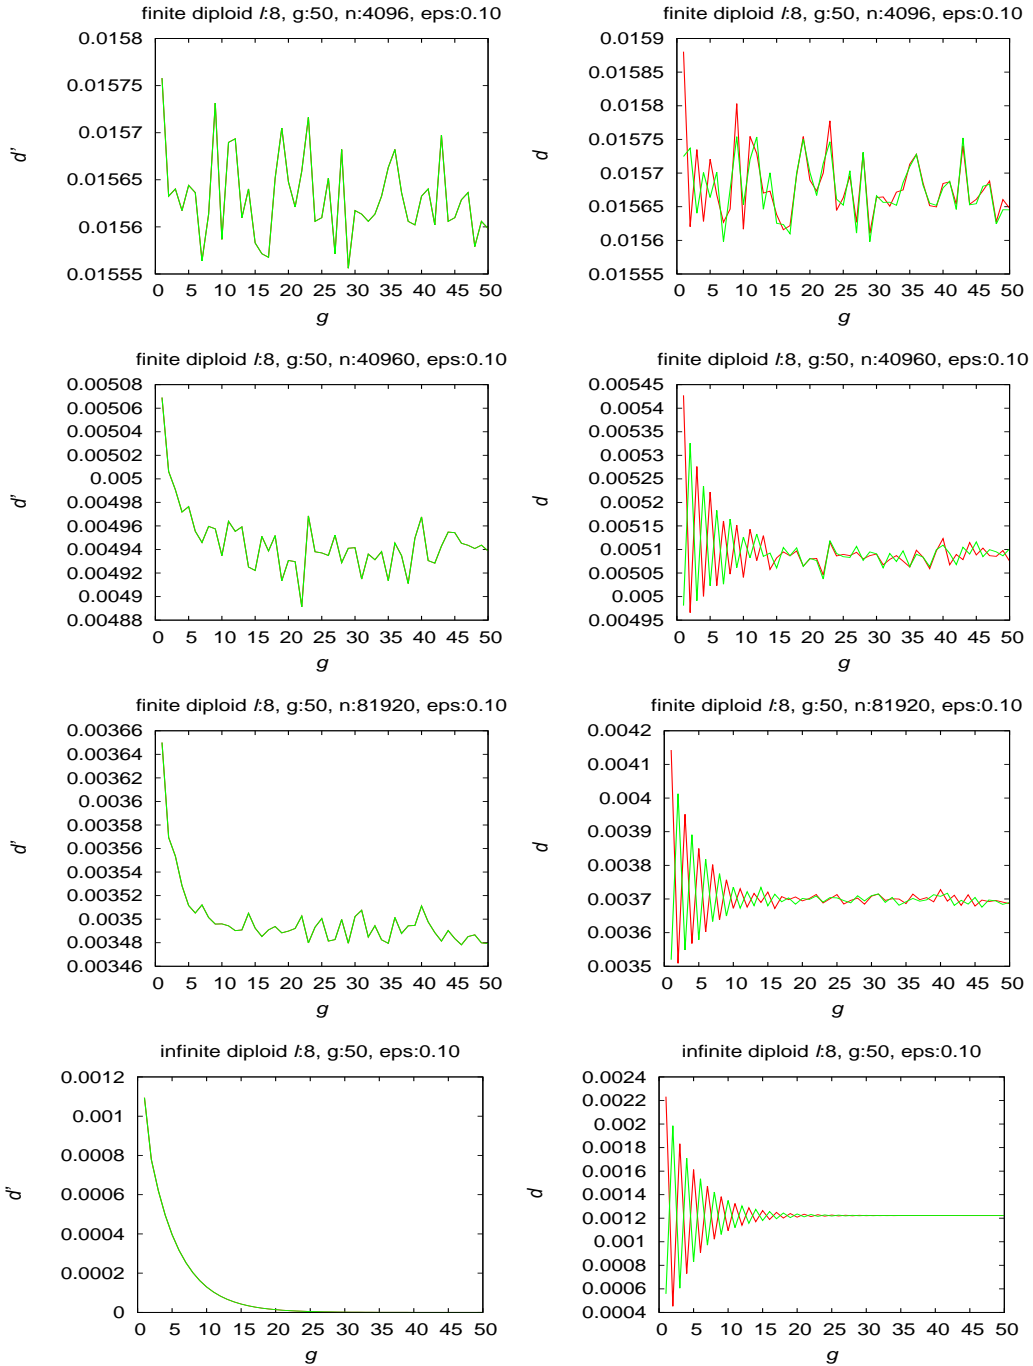 finite diploid l:8, g:50, n:4096, eps:0.10
0.0158
0.01575
0.0157
0.01565
0.0156
0.01555
d'
0 5 10 15 20 25 30 35 40 45 50
g
finite diploid l:8, g:50, n:4096, eps:0.10
0.0159
0.01585
0.0158
0.01575
0.0157
0.01565
0.0156
0.01555
d
0 5 10 15 20 25 30 35 40 45 50
g
finite diploid l:8, g:50, n:40960, eps:0.10
0.00508
0.00506
0.00504
0.00502
0.005
0.00498
0.00496
0.00494
0.00492
0.0049
0.00488
d'
0 5 10 15 20 25 30 35 40 45 50
g
finite diploid l:8, g:50, n:40960, eps:0.10
0.00545
0.0054
0.00535
0.0053
0.00525
0.0052
0.00515
0.0051
0.00505
0.005
0.00495
d
0 5 10 15 20 25 30 35 40 45 50
g
finite diploid l:8, g:50, n:81920, eps:0.10
0.00366
0.00364
0.00362
0.0036
0.00358
0.00356
0.00354
0.00352
0.0035
0.00348
0.00346
d'
0 5 10 15 20 25 30 35 40 45 50
g
finite diploid l:8, g:50, n:81920, eps:0.10
0.0042
0.0041
0.004
0.0039
0.0038
0.0037
0.0036
0.0035
d
0 5 10 15 20 25 30 35 40 45 50
g
infinite diploid l:8, g:50, eps:0.10
0.0012
0.001
0.0008
0.0006
0.0004
0.0002
0
d'
0 5 10 15 20 25 30 35 40 45 50
g
infinite diploid l:8, g:50, eps:0.10
0.0024
0.0022
0.002
0.0018
0.0016
0.0014
0.0012
0.001
0.0008
0.0006
0.0004
d
0 5 10 15 20 25 30 35 40 45 50
g